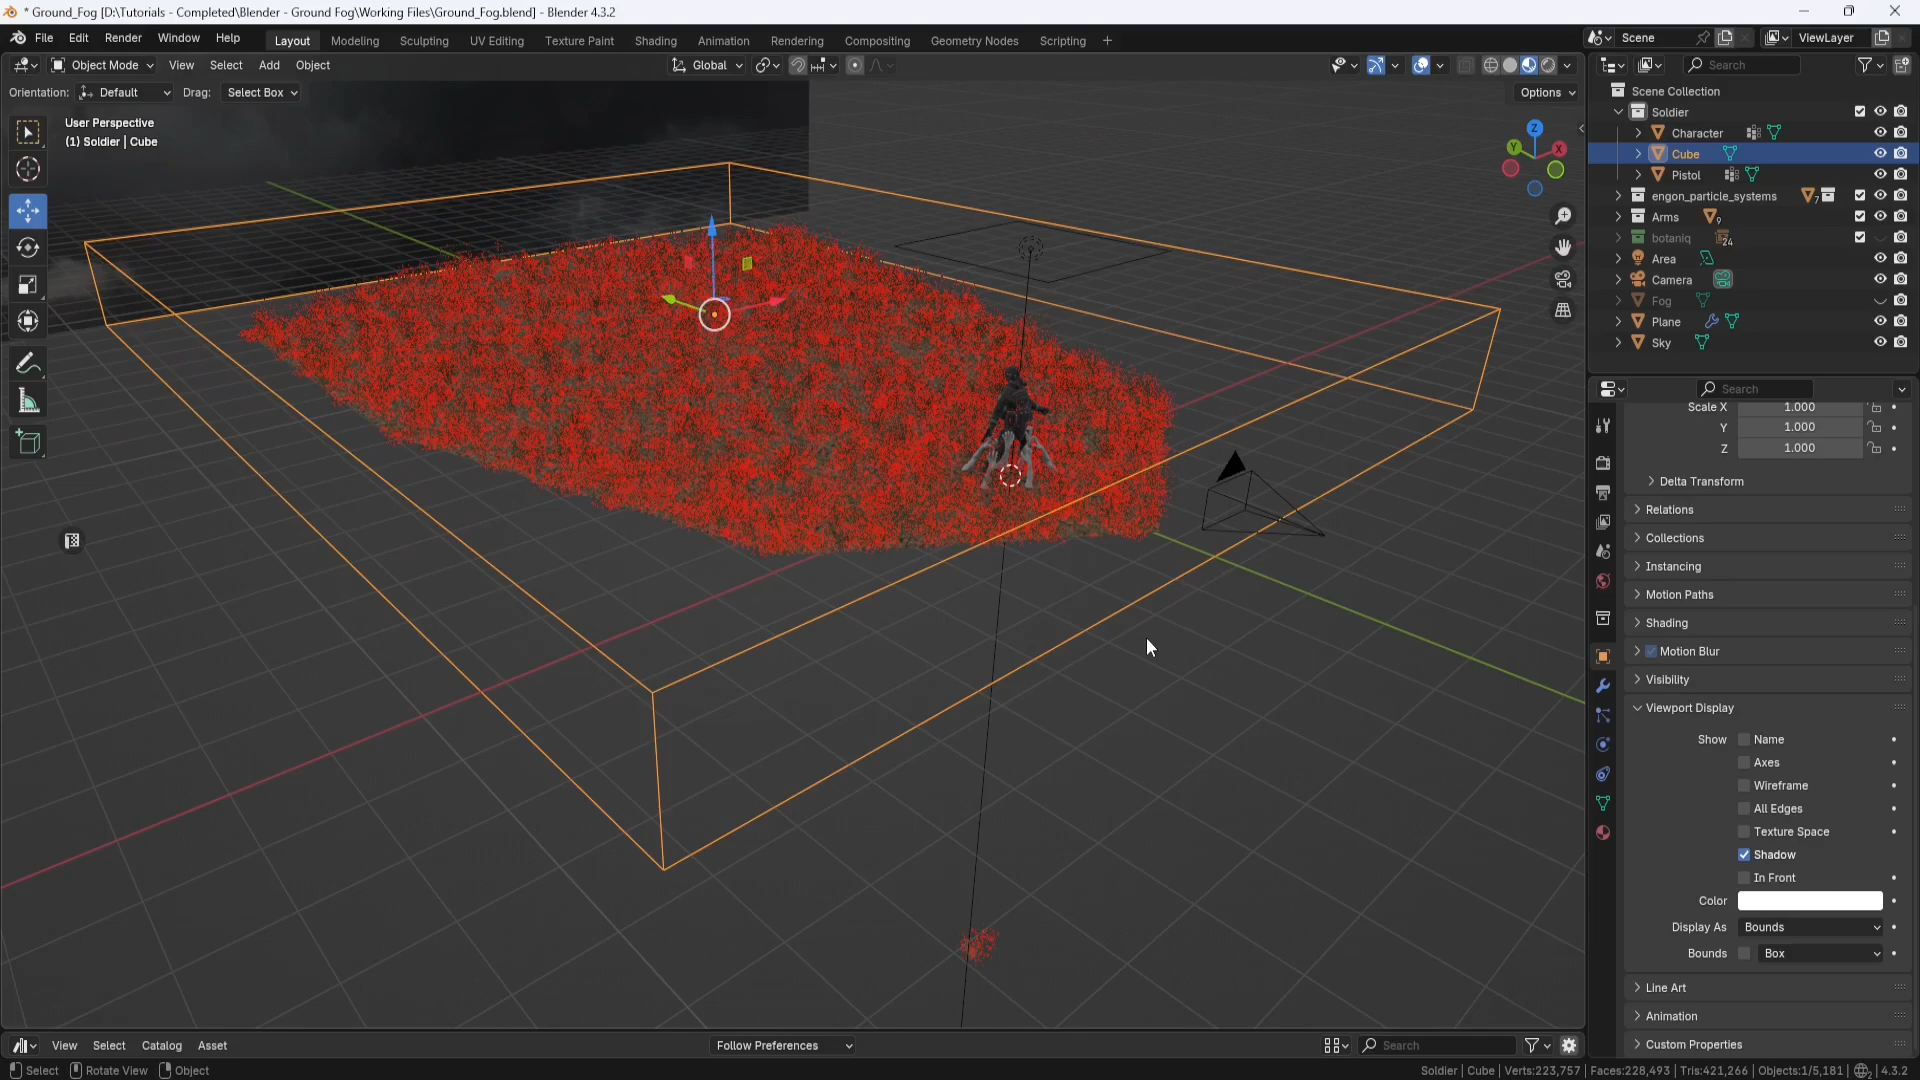 * Ground_Fog [D:\Tutorials - Completed\Blender - Ground Fog\Working Files\Ground_Fog.blend] - Blender 4.3.2
File Edit Render Window Help Layout Modeling Sculpting UV Editing Texture Paint Shading Animation Rendering Compositing Geometry Nodes Scripting + Scene ViewLayer
Object Mode View Select Add Object Global Search
Orientation: Default Drag: Select Box Options
User Perspective
(1) Soldier | Cube
Z
Y
X
Scene Collection
Soldier
Character
Cube
Pistol
engon_particle_systems 7
Arms 9
botaniq 24
Area
Camera
Fog
Plane
Sky
Search
Scale X 1.000
Y 1.000
Z 1.000
Delta Transform
Relations
Collections
Instancing
Motion Paths
Shading
Motion Blur
Visibility
Viewport Display
Show Name
Axes
Wireframe
All Edges
Texture Space
Shadow
In Front
Color
Display As Bounds
Bounds Box
Line Art
Animation
Custom Properties
View Select Catalog Asset Follow Preferences Search
Select Rotate View Object Soldier | Cube | Verts:223,757 | Faces:228,493 | Tris:421,266 | Objects:1/5,181 | 2 | 4.3.2